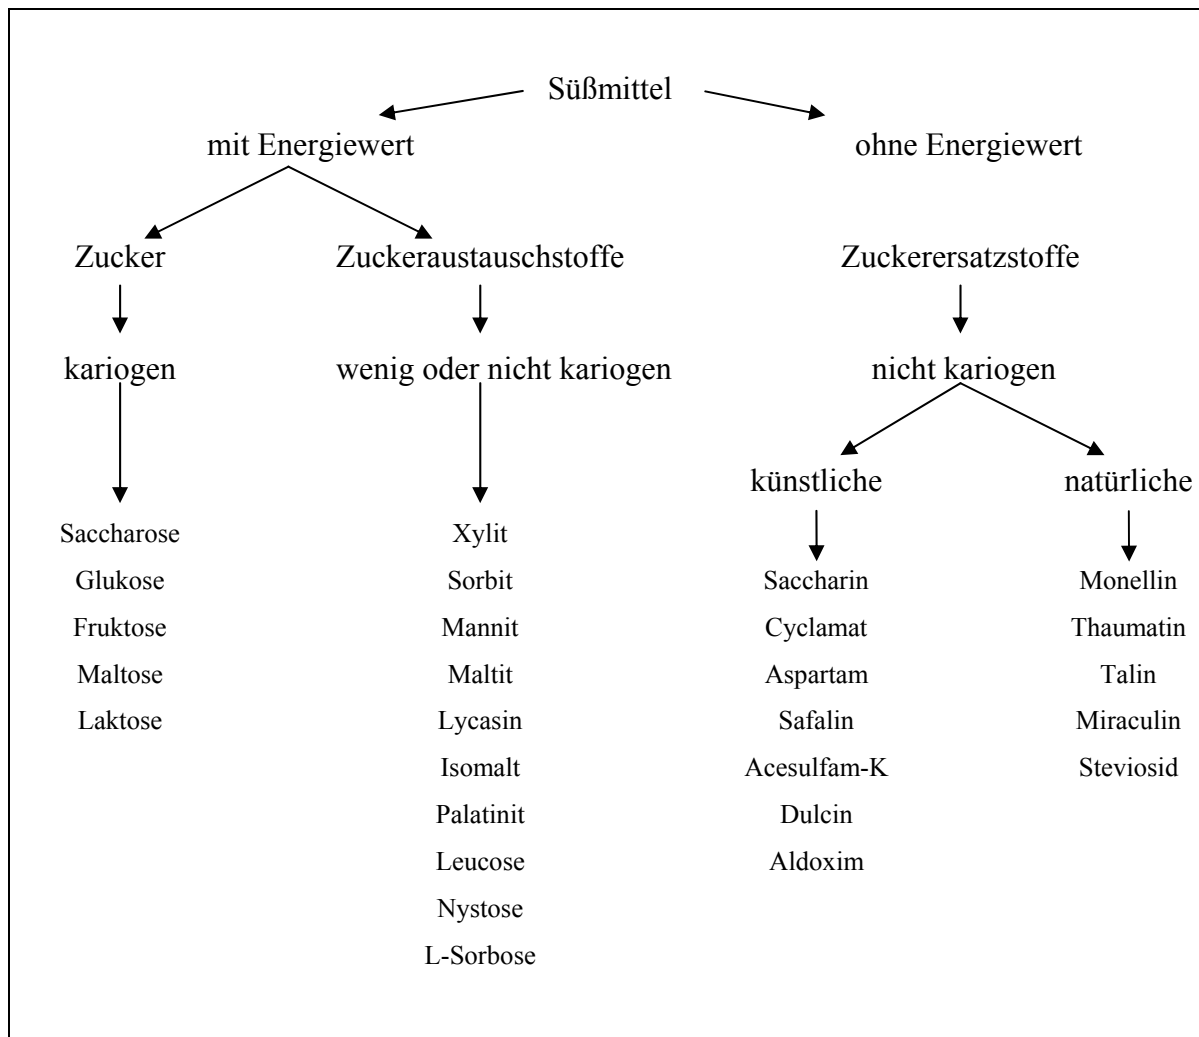 Süßmittel
mit Energiewert
ohne Energiewert
Zucker
Zuckeraustauschstoffe
Zuckerersatzstoffe
kariogen
wenig oder nicht kariogen
nicht kariogen
künstliche
natürliche
Saccharose
Glukose
Fruktose
Maltose
Laktose
Xylit
Sorbit
Mannit
Maltit
Lycasin
Isomalt
Palatinit
Leucose
Nystose
L-Sorbose
Saccharin
Cyclamat
Aspartam
Safalin
Acesulfam-K
Dulcin
Aldoxim
Monellin
Thaumatin
Talin
Miraculin
Steviosid